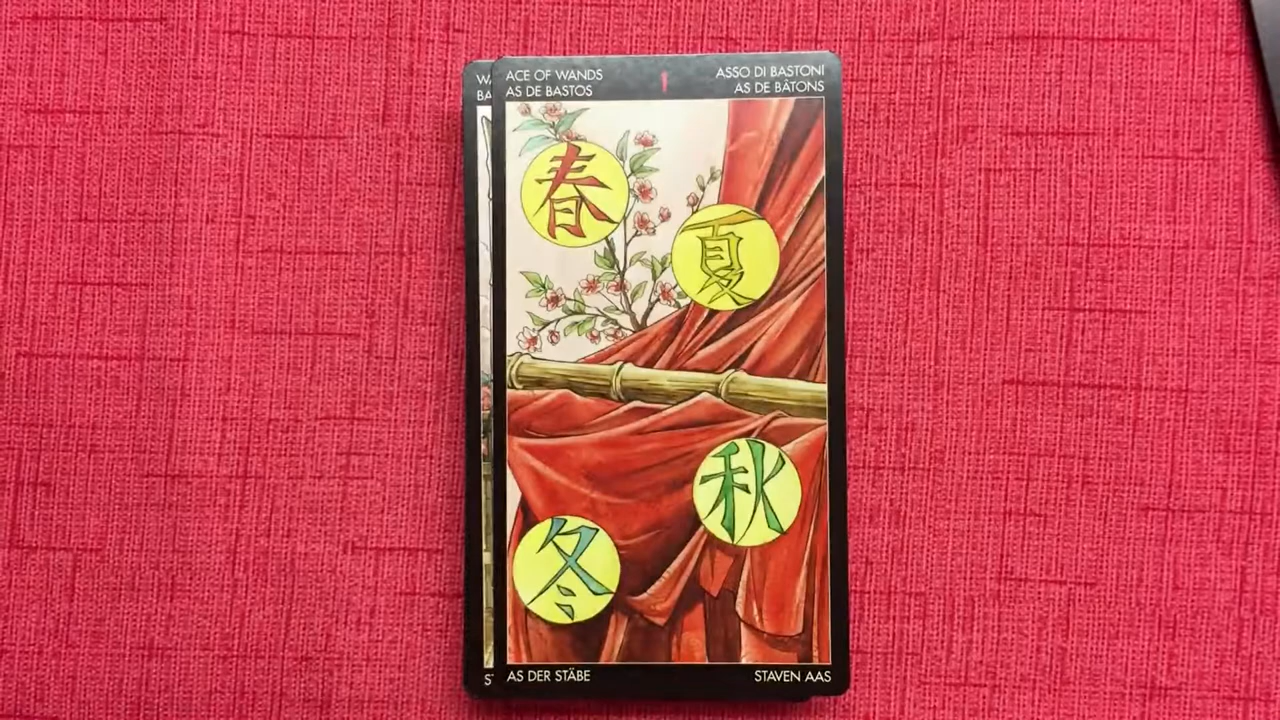 ACE OF WANDS
AS DE BASTOS
I
ASSO DI BASTONI
AS DE BÂTONS
春
夏
秋
冬
AS DER STÄBE
STAVEN AAS